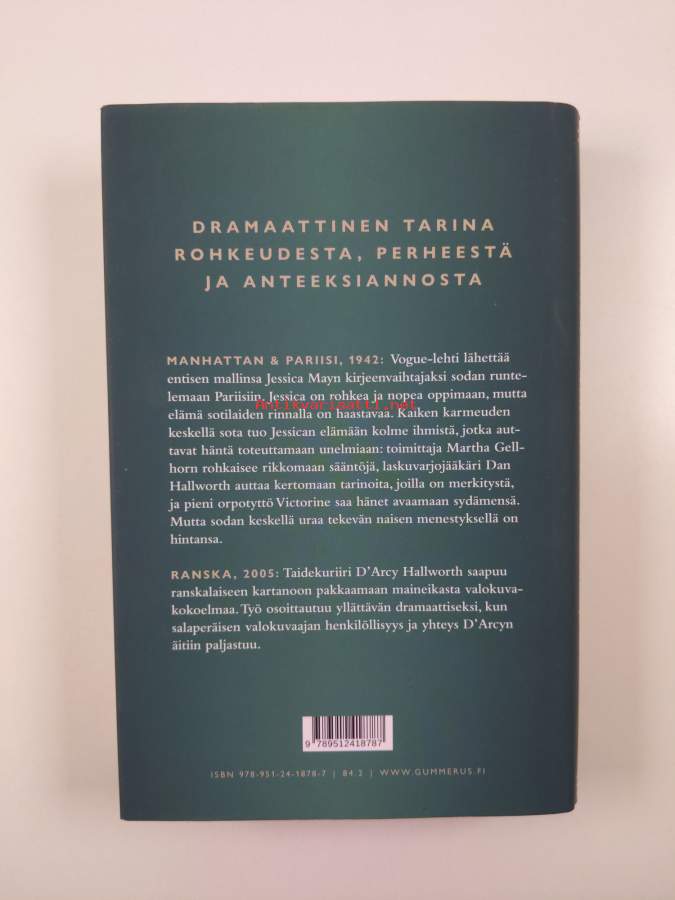 DRAMAATTINEN TARINA
ROHKEUDESTA, PERHEESTÄ
JA ANTEEKSIANNOSTA
MANHATTAN & PARIISI, 1942: Vogue-lehti lähettää
entisen mallinsa Jessica Mayn kirjeenvaihtajaksi sodan runte-
lemaan Pariisiin. Jessica on rohkea ja nopea oppimaan, mutta
Antikvariaatti.net
elämä sotilaiden rinnalla on haastavaa. Kaiken karmeuden
keskellä sota tuo Jessican elämään kolme ihmistä, jotka aut-
tavat häntä toteuttamaan unelmiaan: toimittaja Martha Gell-
horn rohkaisee rikkomaan sääntöjä, laskuvarjojääkäri Dan
Hallworth auttaa kertomaan tarinoita, joilla on merkitystä,
ja pieni orpotyttö Victorine saa hänet avaamaan sydämensä.
Mutta sodan keskellä uraa tekevän naisen menestyksellä on
hintansa.
RANSKA, 2005: Taidekuriiri D'Arcy Hallworth saapuu
ranskalaiseen kartanoon pakkaamaan maineikasta valokuva-
kokoelmaa. Työ osoittautuu yllättävän dramaattiseksi, kun
salaperäisen valokuvaajan henkilöllisyys ja yhteys D'Arcyn
äitiin paljastuu.
9 789512 418787
ISBN 978-951-24-1878-7 | 84.2 | WWW.GUMMERUS.FI